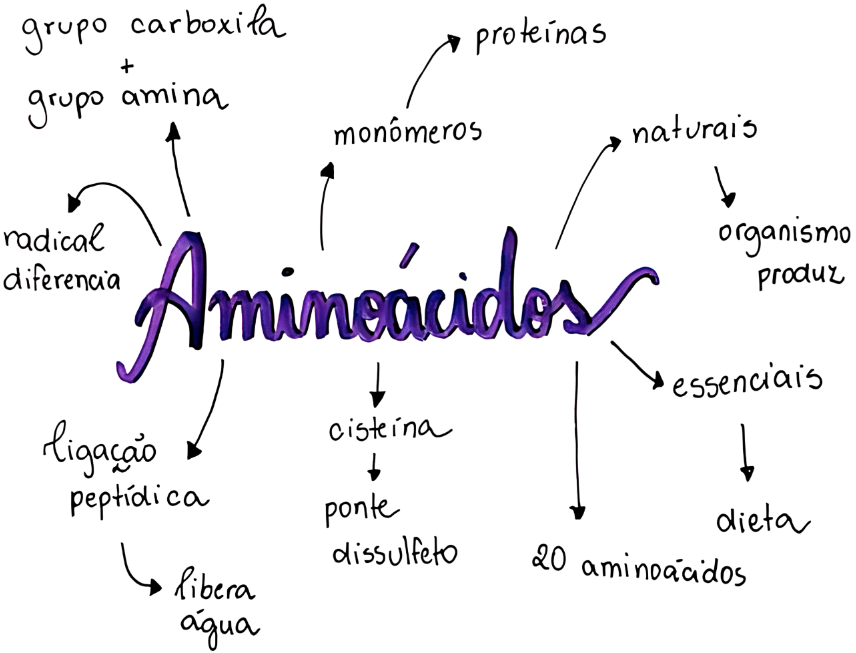 grupo carboxila
+
grupo amina
proteínas
monômeros
naturais
organismo
produz
radical
diferencia
Aminoácidos
essenciais
dieta
ligação
peptídica
libera
água
cisteína
ponte
dissulfeto
20 aminoácidos